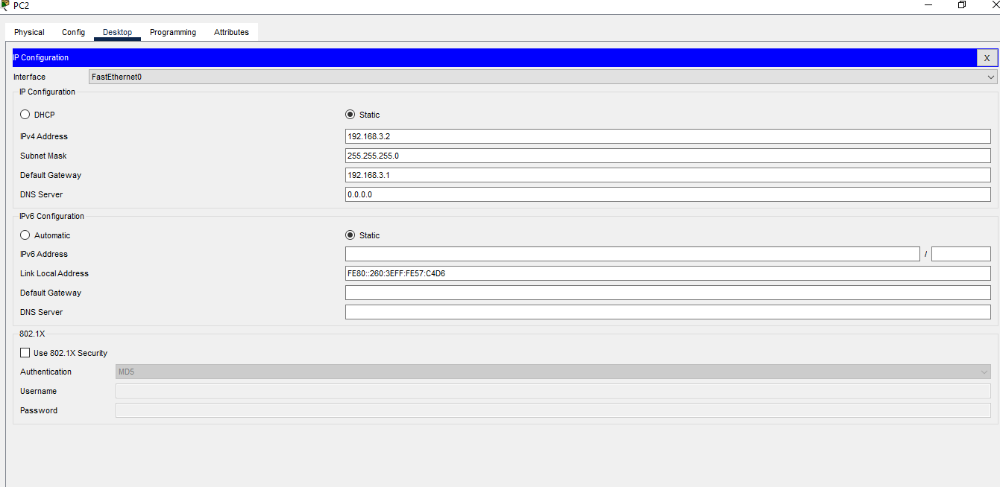 PC2
Physical Config Desktop Programming Attributes
IP Configuration X
Interface FastEthernet0
IP Configuration
DHCP Static
IPv4 Address 192.168.3.2
Subnet Mask 255.255.255.0
Default Gateway 192.168.3.1
DNS Server 0.0.0.0
IPv6 Configuration
Automatic Static
IPv6 Address /
Link Local Address FE80::260:3EFF:FE57:C4D6
Default Gateway
DNS Server
802.1X
Use 802.1X Security
Authentication MD5
Username
Password